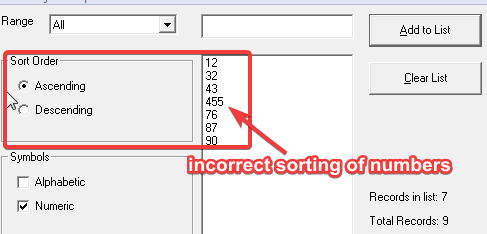 Range
All
Add to List
Sort Order
Ascending
Descending
12
32
43
455
76
87
90
Clear List
incorrect sorting of numbers
Symbols
Alphabetic
Numeric
Records in list: 7
Total Records: 9